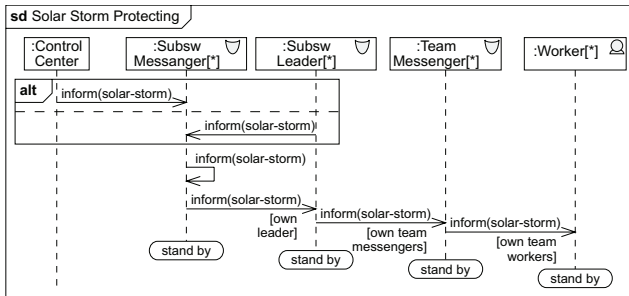 sd Solar Storm Protecting
:Control
Center
:Subsw
Messanger[*]
:Subsw
Leader[*]
:Team
Messenger[*]
:Worker[*]
alt
inform(solar-storm)
inform(solar-storm)
inform(solar-storm)
inform(solar-storm)
[own
leader]
inform(solar-storm)
[own team
messengers]
inform(solar-storm)
[own team
workers]
stand by
stand by
stand by
stand by